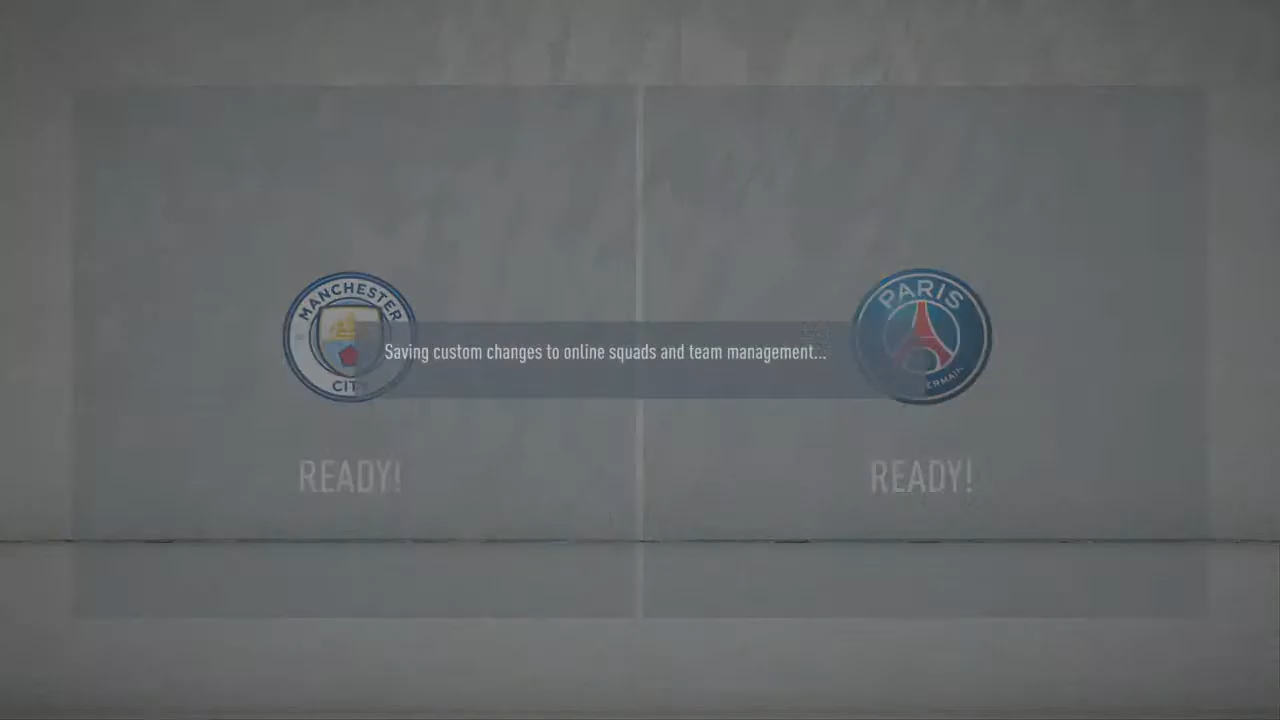 MANCHESTER
CITY
PARIS
Saving custom changes to online squads and team management...
READY!
READY!